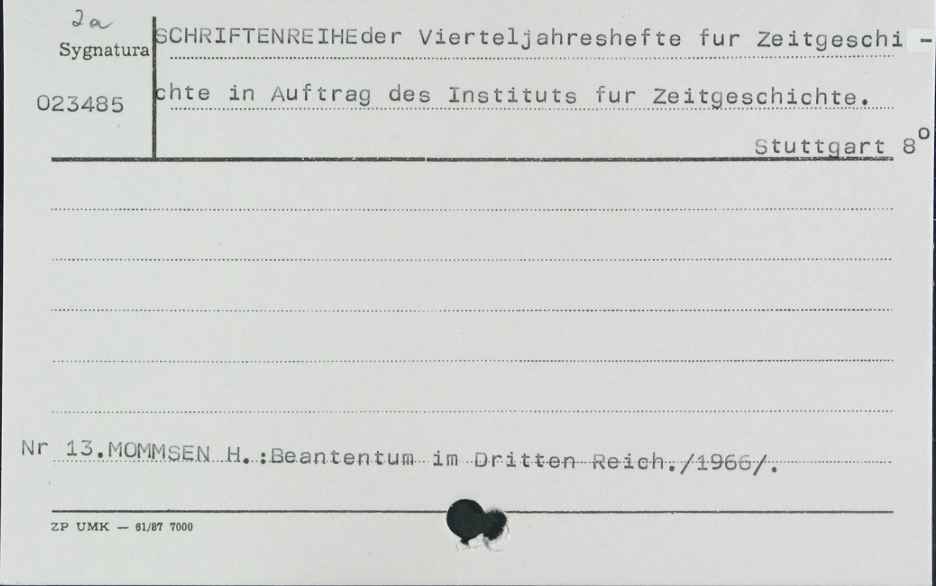 2a
Sygnatura
SCHRIFTENREIHEder Vierteljahreshefte fur Zeitgeschi -
023485
chte in Auftrag des Instituts fur Zeitgeschichte.
Stuttgart 8°
Nr 13.MOMMSEN H.:Beantentum im Dritten Reich./1966/.
ZP UMK — 61/87 7000